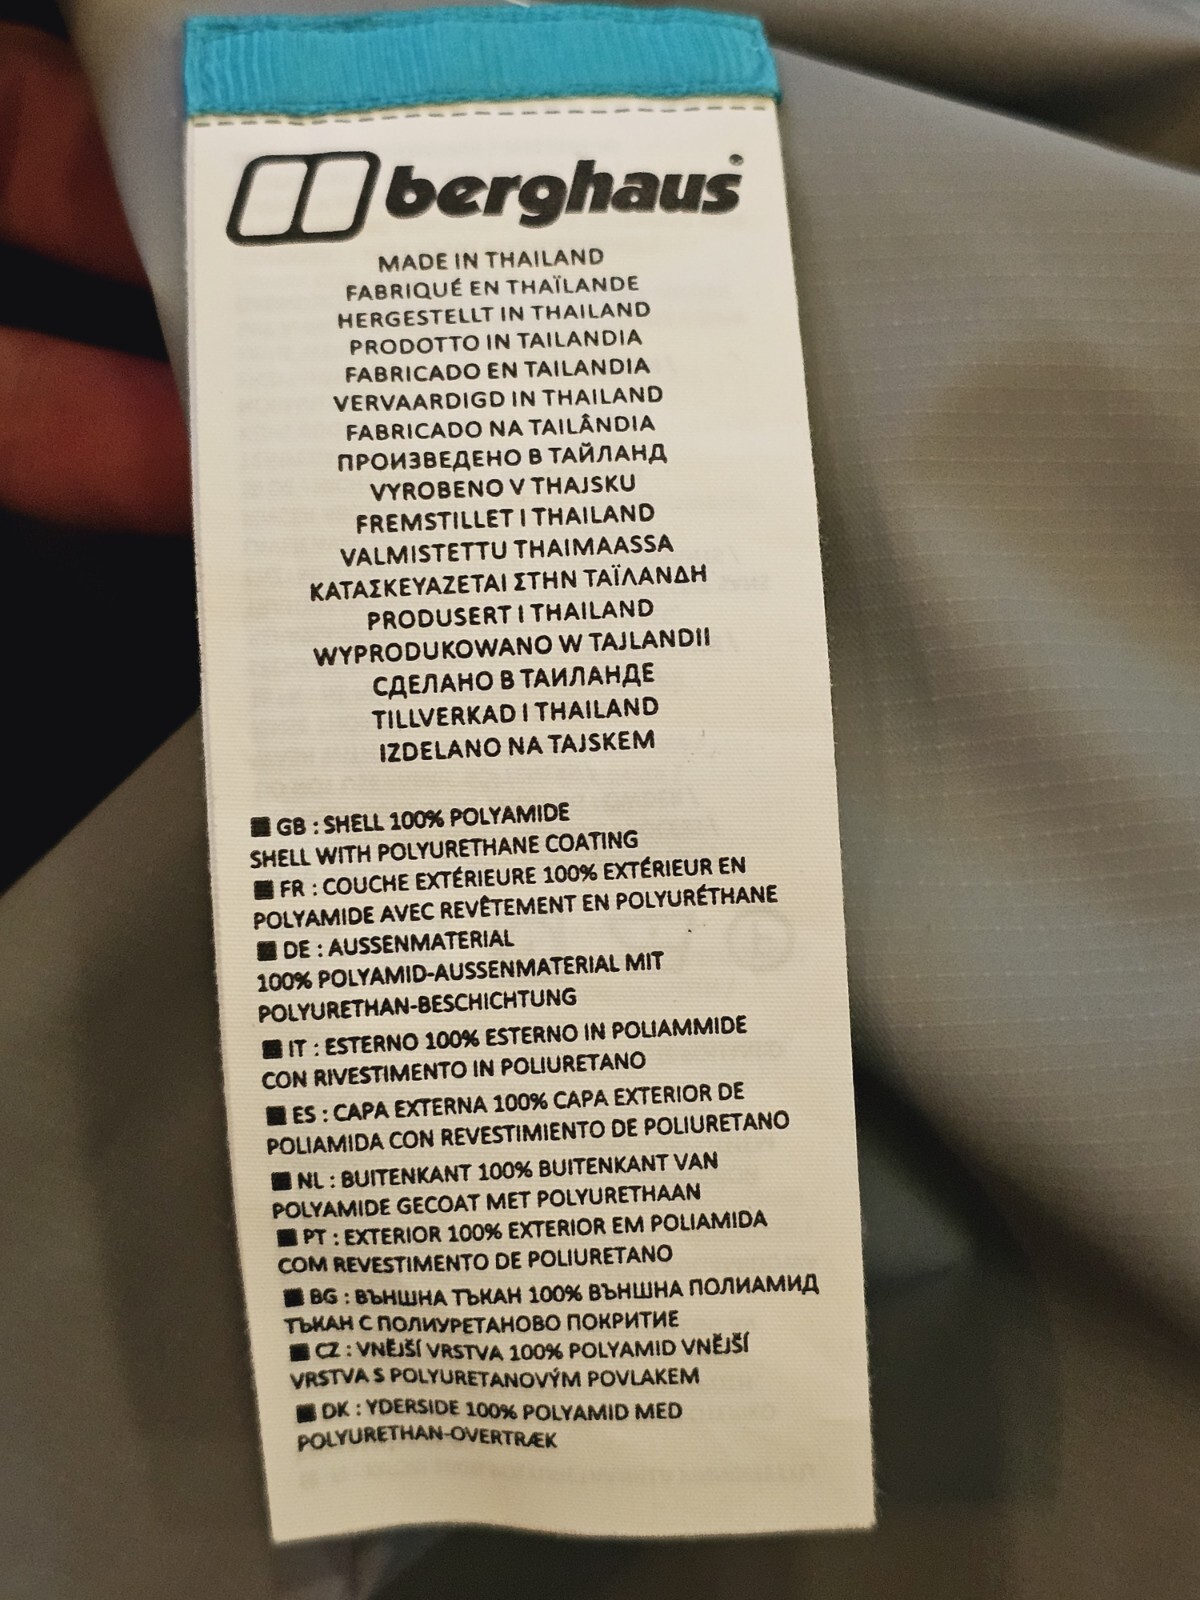 berghaus
MADE IN THAILAND
FABRIQUÉ EN THAÏLANDE
HERGESTELLT IN THAILAND
PRODOTTO IN TAILANDIA
FABRICADO EN TAILANDIA
VERVAARDIGD IN THAILAND
FABRICADO NA TAILÂNDIA
ПРОИЗВЕДЕНО В ТАЙЛАНД
VYROBENO V THAJSKU
FREMSTILLET I THAILAND
VALMISTETTU THAIMAASSA
ΚΑΤΑΣΚΕΥΑΖΕΤΑΙ ΣΤΗΝ ΤΑΪΛΑΝΔΗ
PRODUSERT I THAILAND
WYPRODUKOWANO W TAJLANDII
СДЕЛАНО В ТАИЛАНДЕ
TILLVERKAD I THAILAND
IZDELANO NA TAJSKEM
GB : SHELL 100% POLYAMIDE
SHELL WITH POLYURETHANE COATING
FR : COUCHE EXTÉRIEURE 100% EXTÉRIEUR EN
POLYAMIDE AVEC REVÊTEMENT EN POLYURÉTHANE
DE : AUSSENMATERIAL
100% POLYAMID-AUSSENMATERIAL MIT
POLYURETHAN-BESCHICHTUNG
IT : ESTERNO 100% ESTERNO IN POLIAMMIDE
CON RIVESTIMENTO IN POLIURETANO
ES : CAPA EXTERNA 100% CAPA EXTERIOR DE
POLIAMIDA CON REVESTIMIENTO DE POLIURETANO
NL : BUITENKANT 100% BUITENKANT VAN
POLYAMIDE GECOAT MET POLYURETHAAN
PT : EXTERIOR 100% EXTERIOR EM POLIAMIDA
COM REVESTIMENTO DE POLIURETANO
BG : ВЪНШНА ТЪКАН 100% ВЪНШНА ПОЛИАМИД
ТЪКАН С ПОЛИУРЕТАНОВО ПОКРИТИЕ
CZ : VNĚJŠÍ VRSTVA 100% POLYAMID VNĚJŠÍ
VRSTVA S POLYURETANOVÝM POVLAKEM
DK : YDERSIDE 100% POLYAMID MED
POLYURETHAN-OVERTRÆK